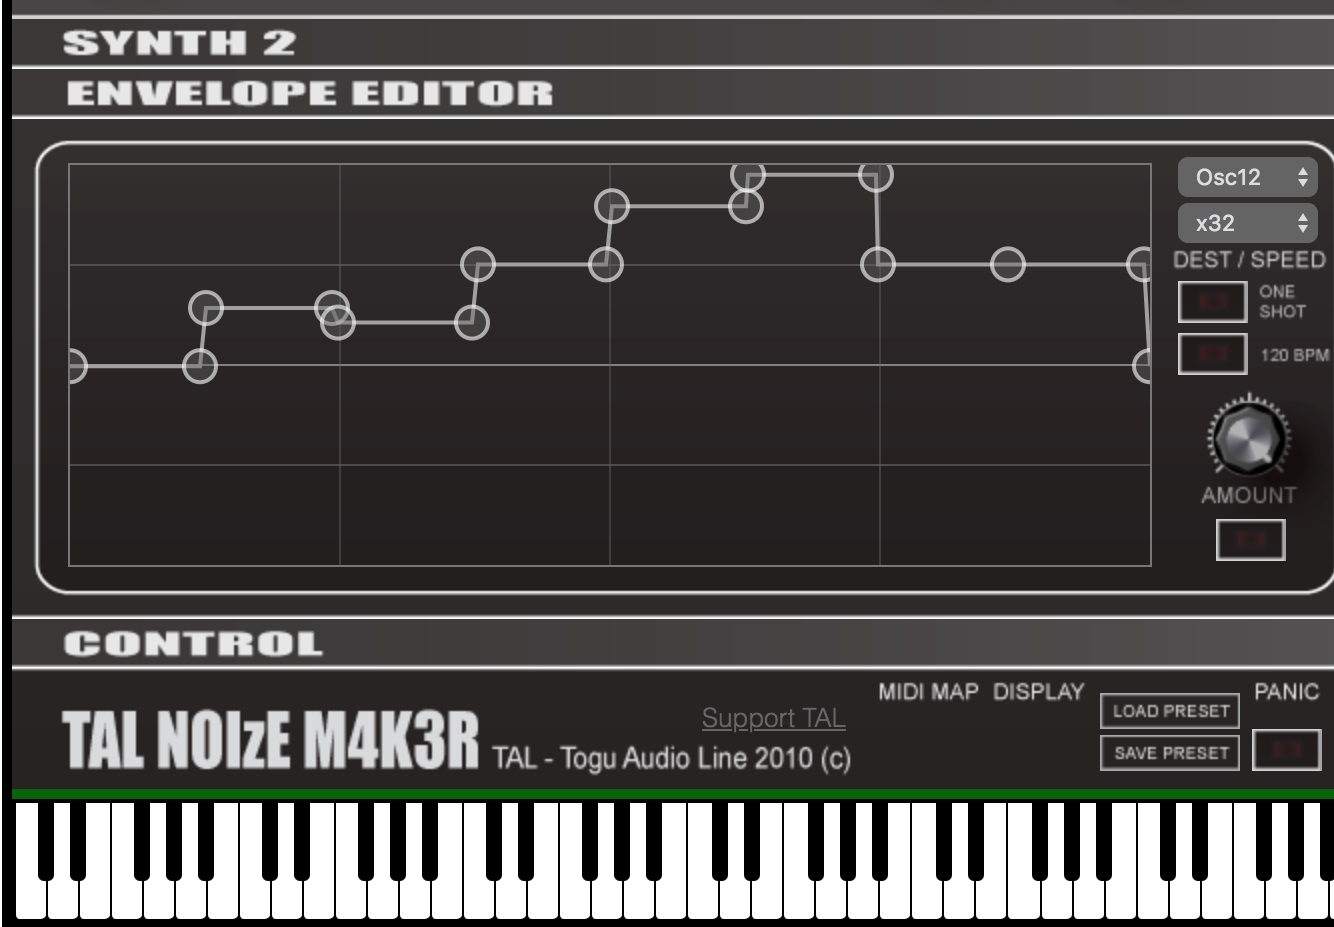 SYNTH 2
ENVELOPE EDITOR
Osc12
x32
DEST / SPEED
ONE
SHOT
120 BPM
AMOUNT
CONTROL
MIDI MAP DISPLAY
PANIC
LOAD PRESET
SAVE PRESET
Support TAL
TAL NOIzE M4K3R
TAL - Togu Audio Line 2010 (c)